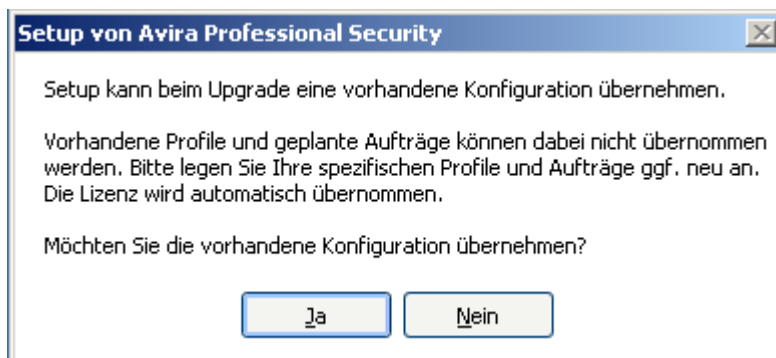 Setup von Avira Professional Security
Setup kann beim Upgrade eine vorhandene Konfiguration übernehmen.
Vorhandene Profile und geplante Aufträge können dabei nicht übernommen
werden. Bitte legen Sie Ihre spezifischen Profile und Aufträge ggf. neu an.
Die Lizenz wird automatisch übernommen.
Möchten Sie die vorhandene Konfiguration übernehmen?
Ja
Nein